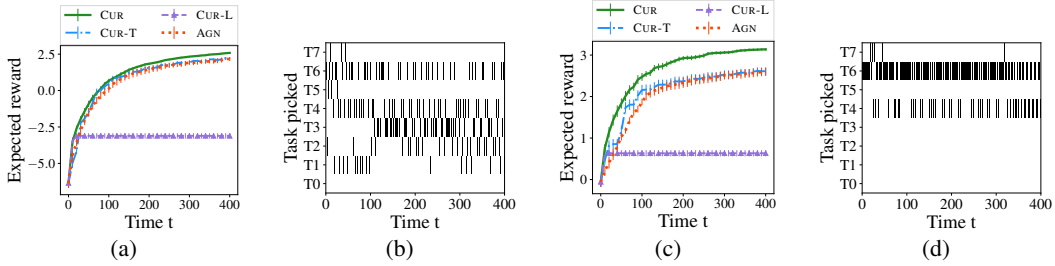 CUR
CUR-L
CUR-T
AGN
Expected reward
2.5
0.0
−2.5
−5.0
0 100 200 300 400
Time t
(a)
Task picked
T7
T6
T5
T4
T3
T2
T1
T0
0 100 200 300 400
Time t
(b)
CUR
CUR-L
CUR-T
AGN
Expected reward
3
2
1
0
0 100 200 300 400
Time t
(c)
Task picked
T7
T6
T5
T4
T3
T2
T1
T0
0 100 200 300 400
Time t
(d)